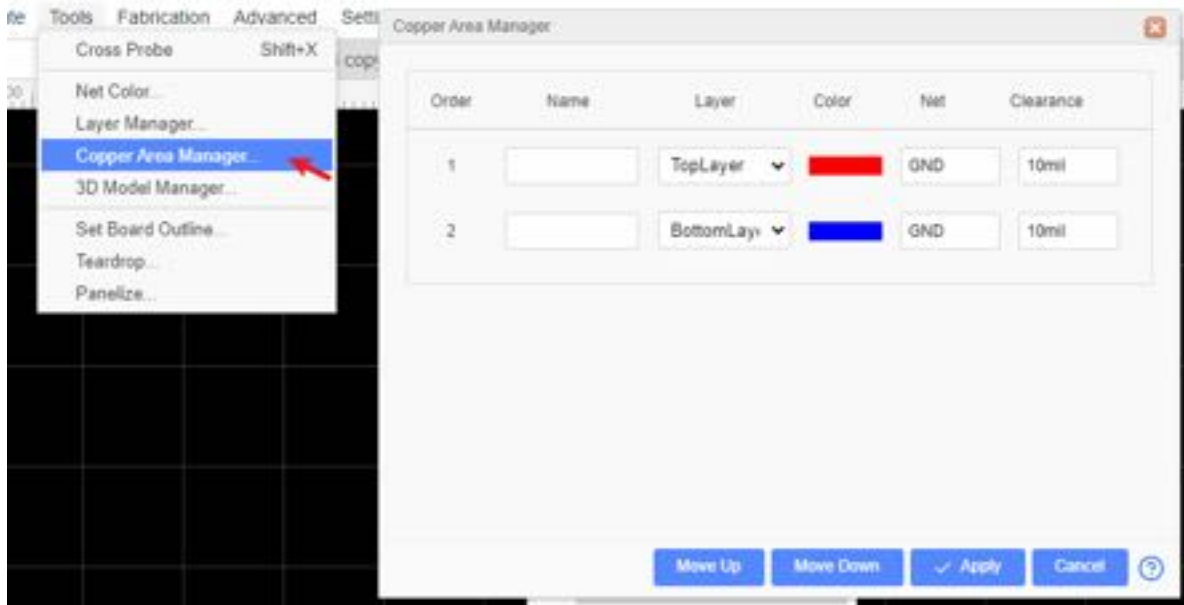 Tools Fabrication Advanced
Cross Probe Shift+X
Net Color...
Layer Manager...
Copper Area Manager...
3D Model Manager...
Set Board Outline...
Teardrop...
Panelize...
Copper Area Manager
Order Name Layer Color Net Clearance
1 TopLayer GND 10mil
2 BottomLay GND 10mil
Move Up Move Down Apply Cancel ?